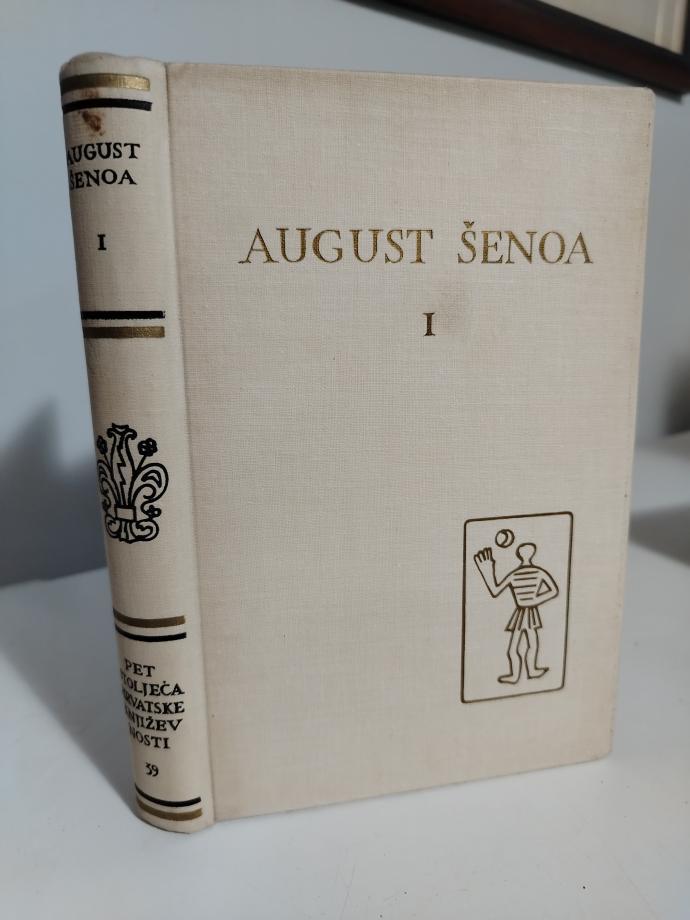 AUGUST
ŠENOA
I
PET
STOLJEĆA
HRVATSKE
KNJIŽEV
NOSTI
39
AUGUST ŠENOA
I